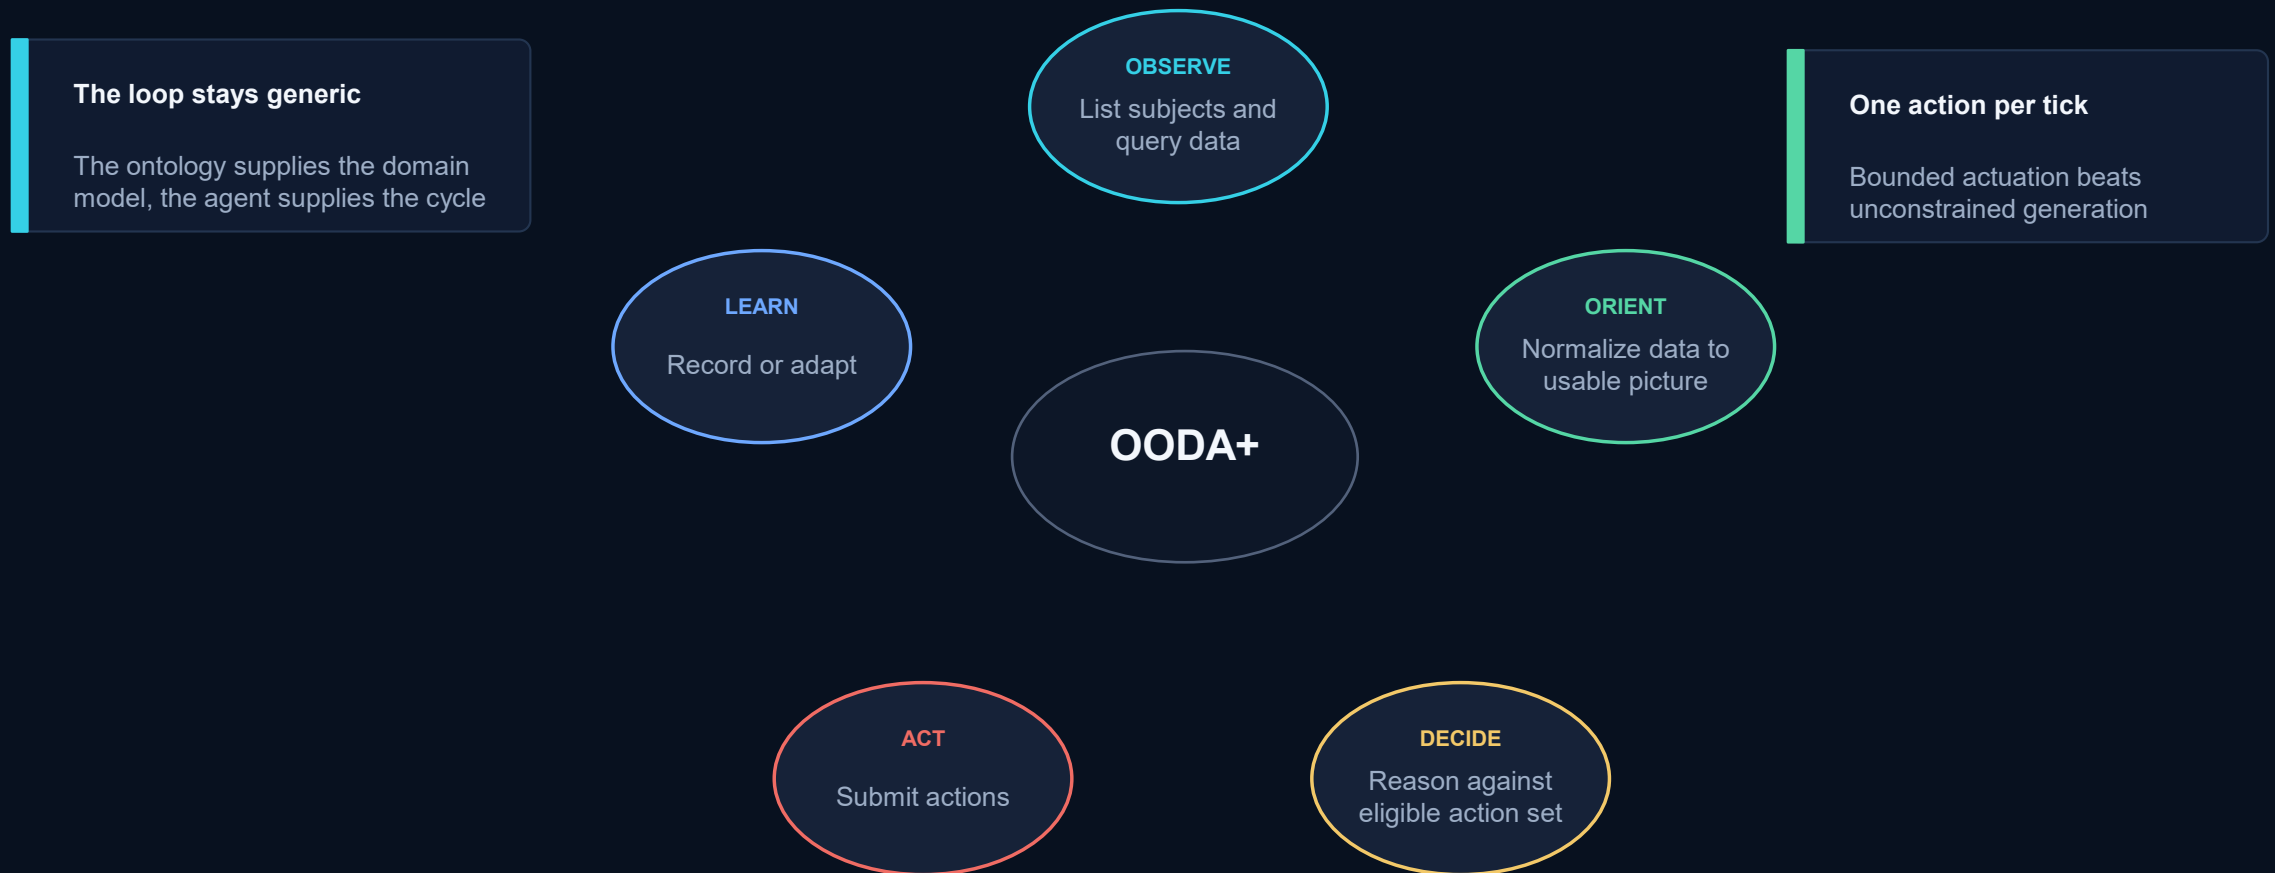 The loop stays generic
The ontology supplies the domain
model, the agent supplies the cycle
OBSERVE
List subjects and
query data
One action per tick
Bounded actuation beats
unconstrained generation
LEARN
Record or adapt
ORIENT
Normalize data to
usable picture
OODA+
ACT
Submit actions
DECIDE
Reason against
eligible action set